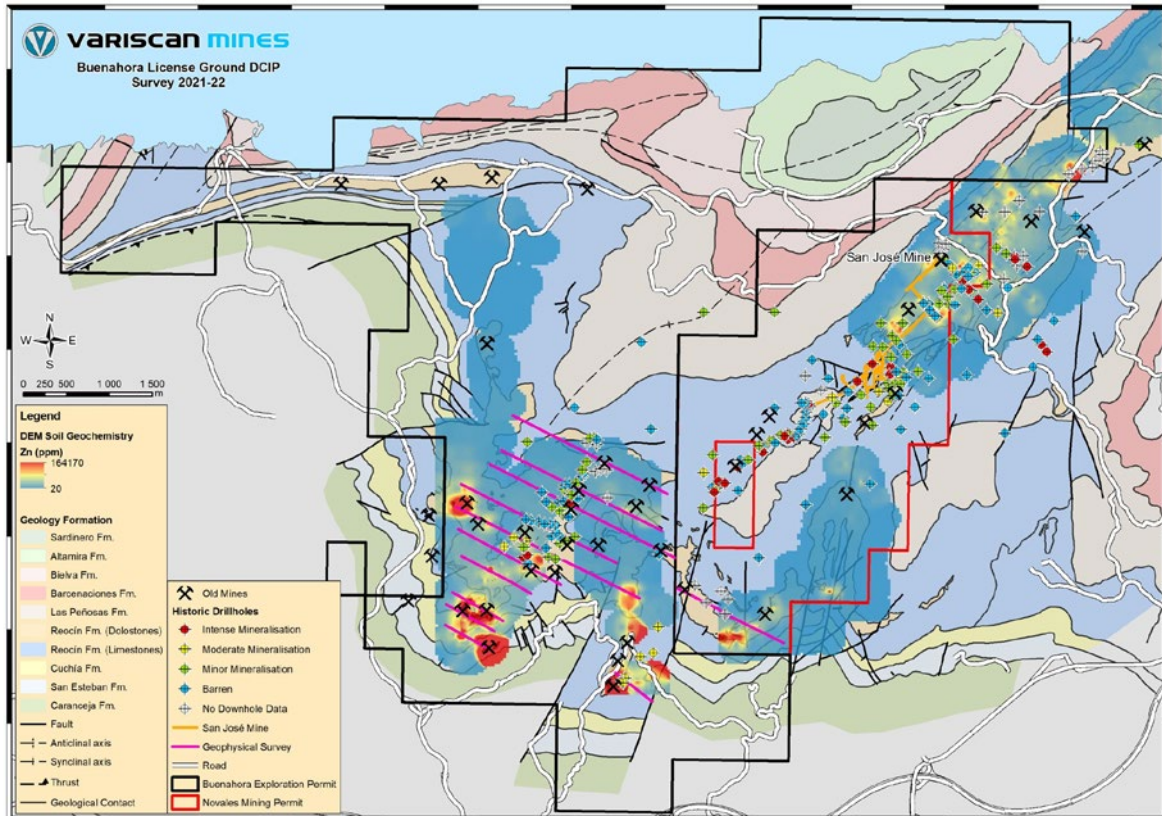 VARISCAN MINES
Buenahora License Ground DCIP
Survey 2021-22
San José Mine
N
W E
S
0 250 500 1 000 1 500
m
Legend
DEM Soil Geochemistry
Zn (ppm)
164170
20
Geology Formation
Sardinero Fm.
Altamira Fm.
Bielva Fm.
Barcenaciones Fm.
Las Peñosas Fm.
Reocín Fm. (Dolostones)
Reocín Fm. (Limestones)
Cuchía Fm.
San Esteban Fm.
Caranceja Fm.
Fault
Anticlinal axis
Synclinal axis
Thrust
Geological Contact
Old Mines
Historic Drillholes
Intense Mineralisation
Moderate Mineralisation
Minor Mineralisation
Barren
No Downhole Data
San José Mine
Geophysical Survey
Road
Buenahora Exploration Permit
Novales Mining Permit